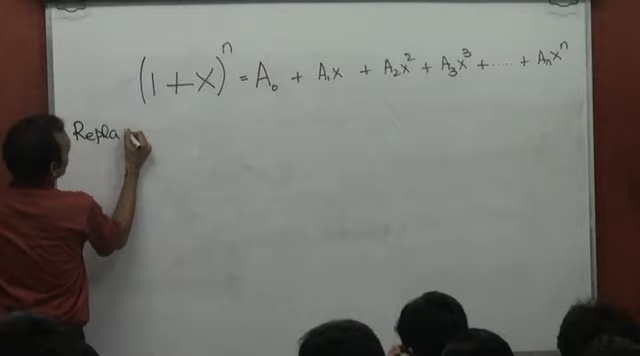 (1+x)ⁿ = A₀ + A₁x + A₂x² + A₃x³ + ..... + Aₙxⁿ
Repla